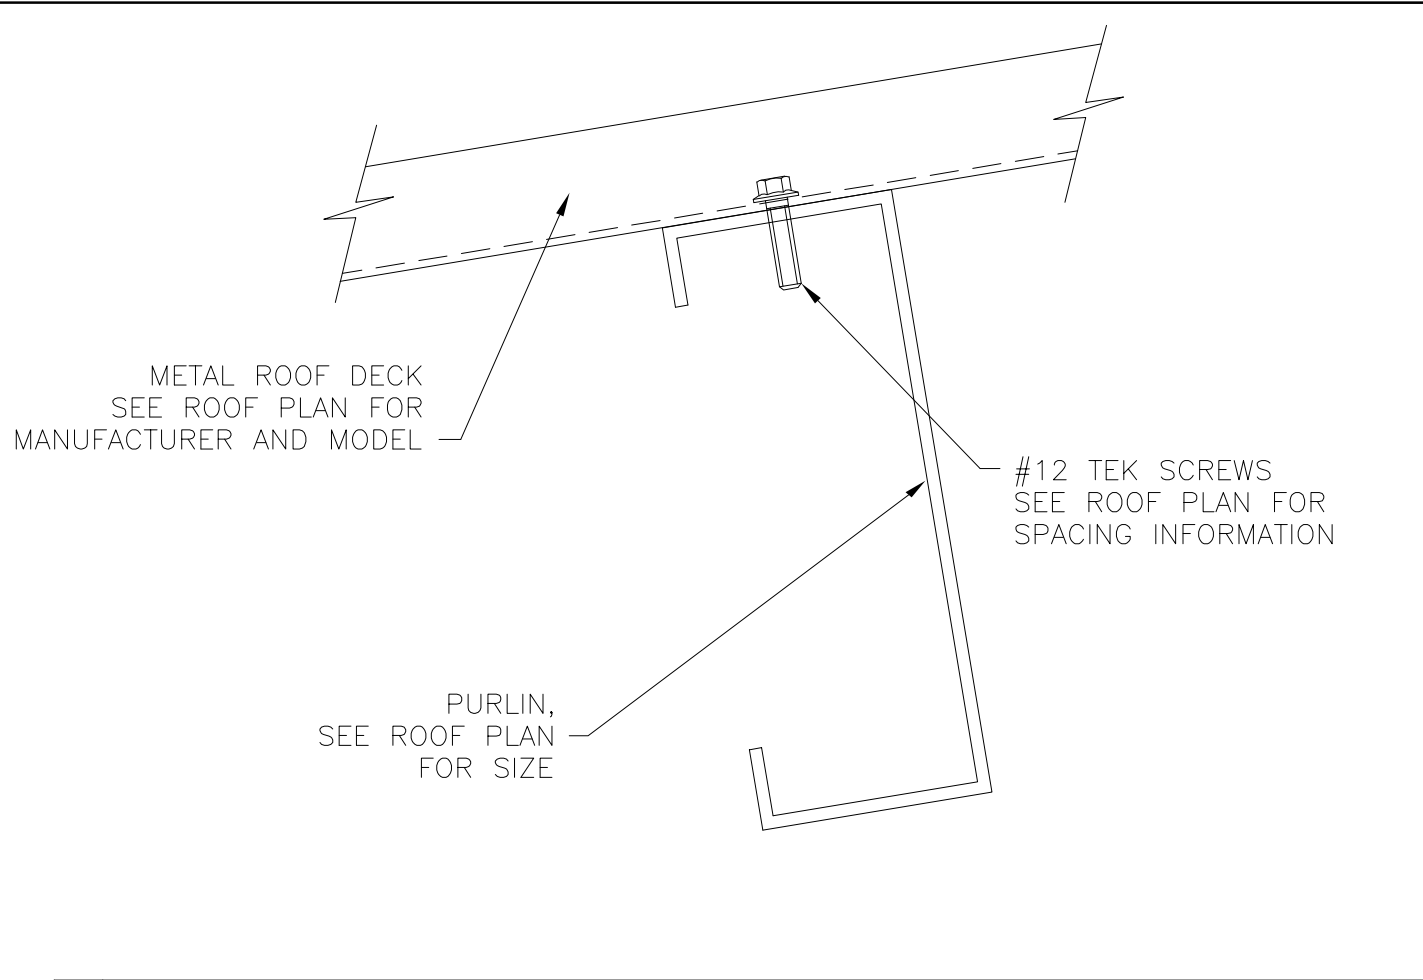 METAL ROOF DECK
SEE ROOF PLAN FOR
MANUFACTURER AND MODEL
#12 TEK SCREWS
SEE ROOF PLAN FOR
SPACING INFORMATION
PURLIN,
SEE ROOF PLAN
FOR SIZE